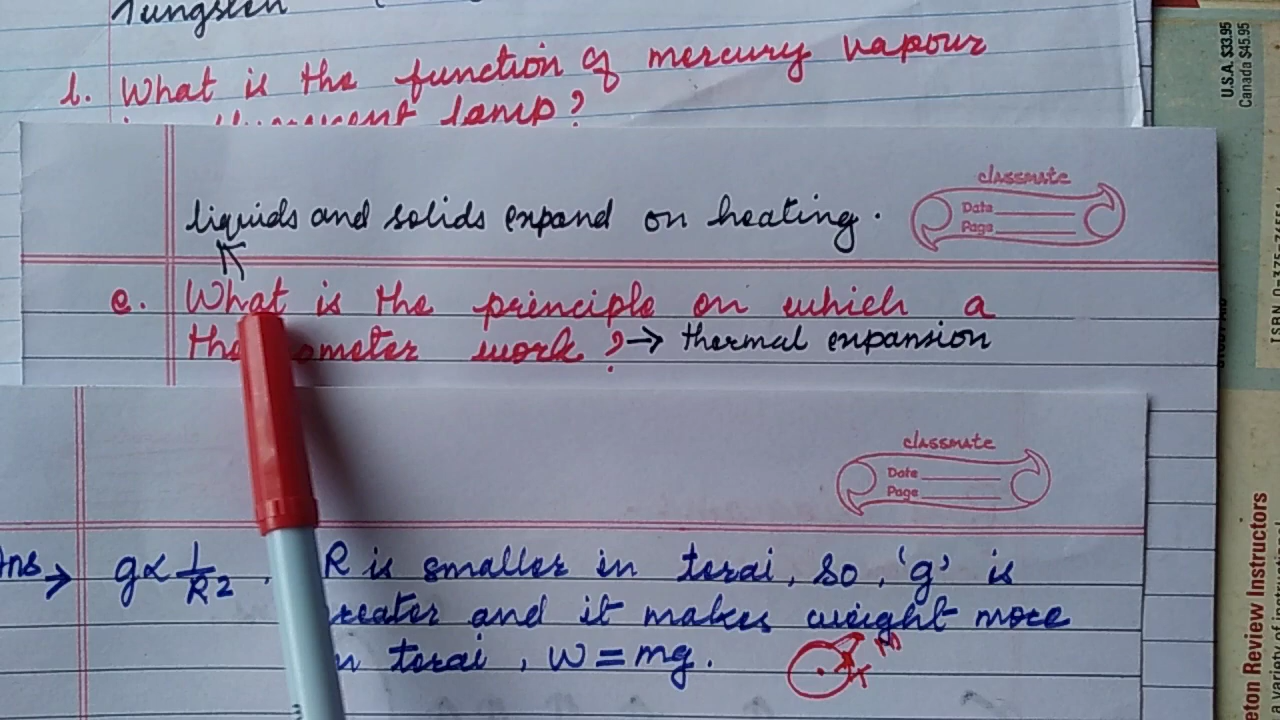 Tungsten
b. What is the function of mercury vapour
lamp?
classmate
Date
Page
liquids and solids expand on heating.
e. What is the principle on which a
work? → thermal expansion
classmate
Date
Page
Ans → g∝1/R2. R is smaller in terai, so, 'g' is
and it makes weight more
terai, W=mg.
U.S.A. $33.95
Canada $45.95
Review Instructors